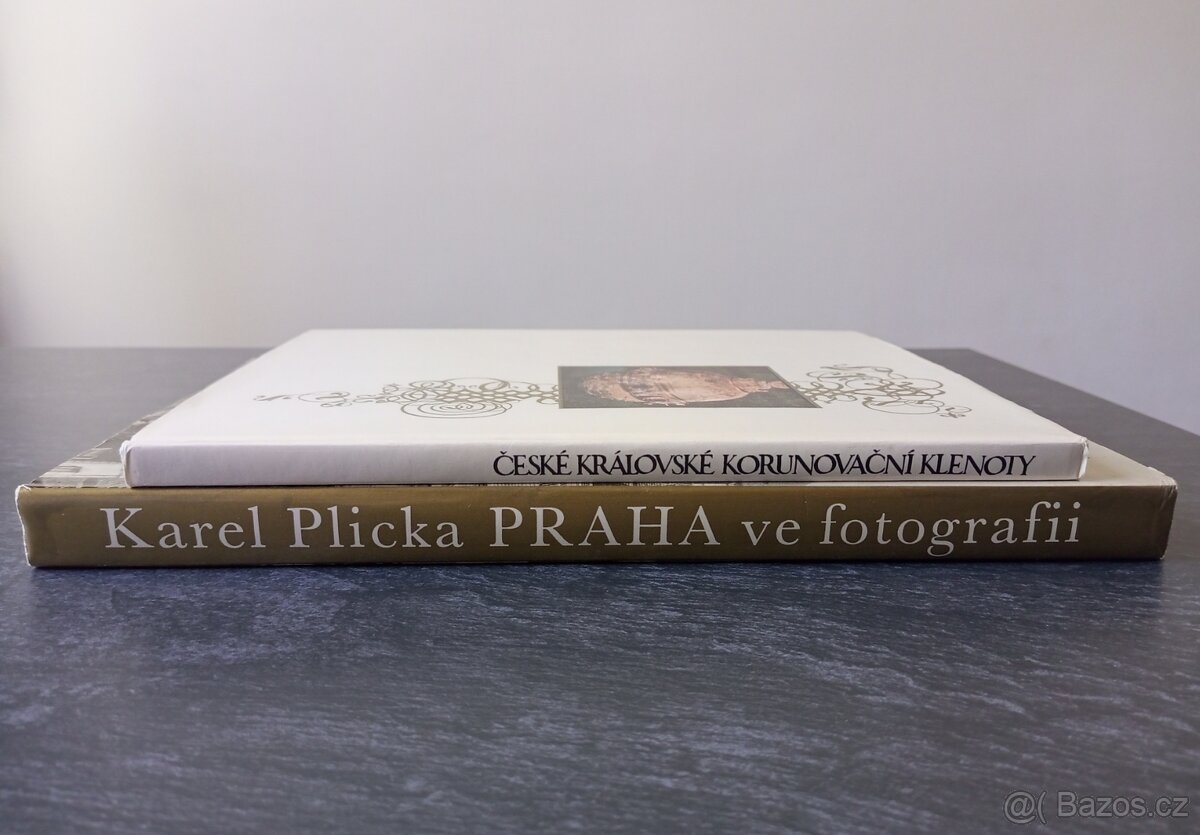 ČESKÉ KRÁLOVSKÉ KORUNOVAČNÍ KLENOTY
Karel Plicka PRAHA ve fotografii
@( Bazos.cz